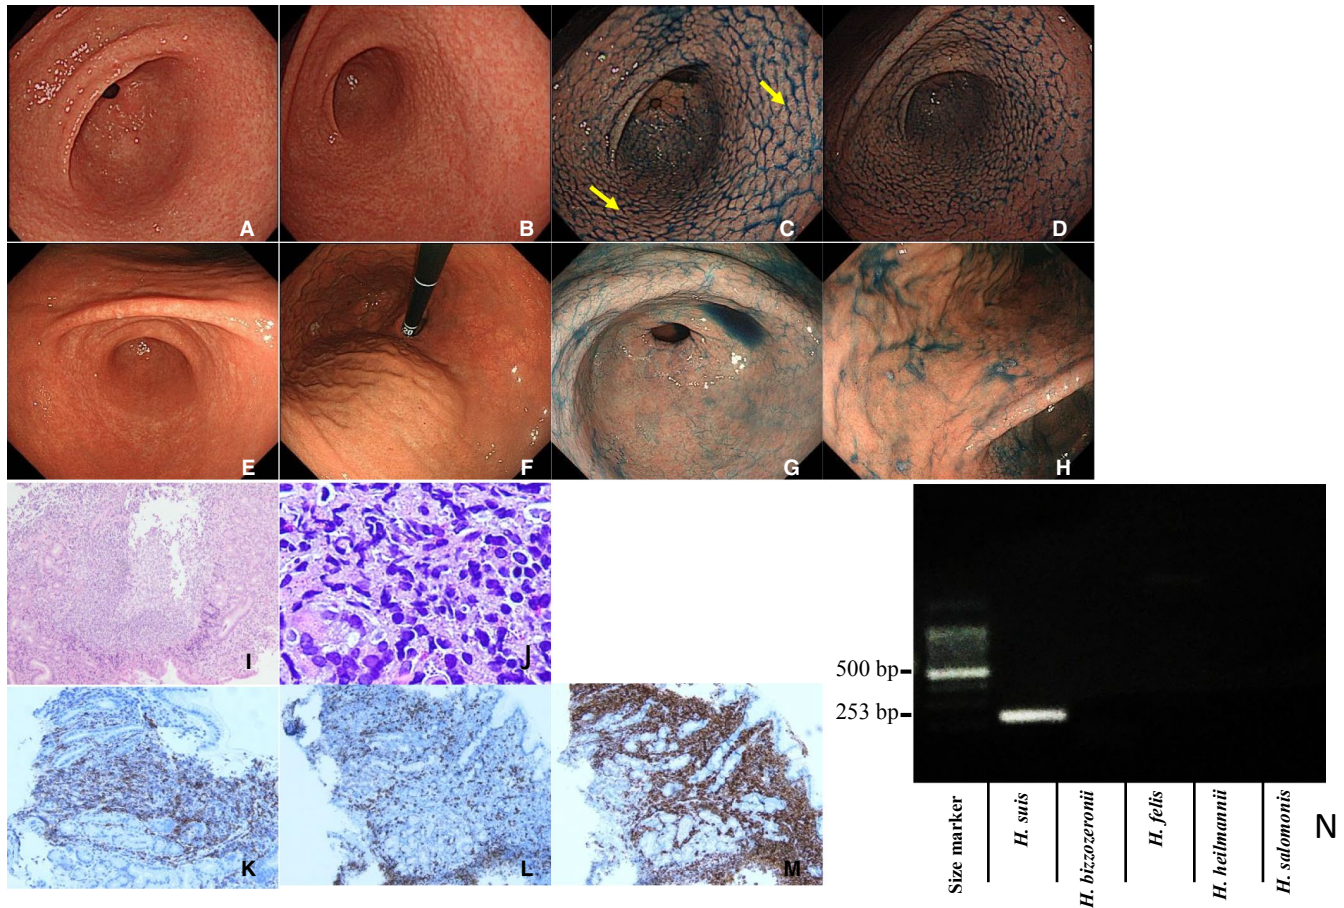 A
B
C
D
E
F
G
H
I
J
K
L
M
500 bp
253 bp
Size marker
H. suis
H. bizzozeronii
H. felis
H. heilmannii
H. salomonis
N